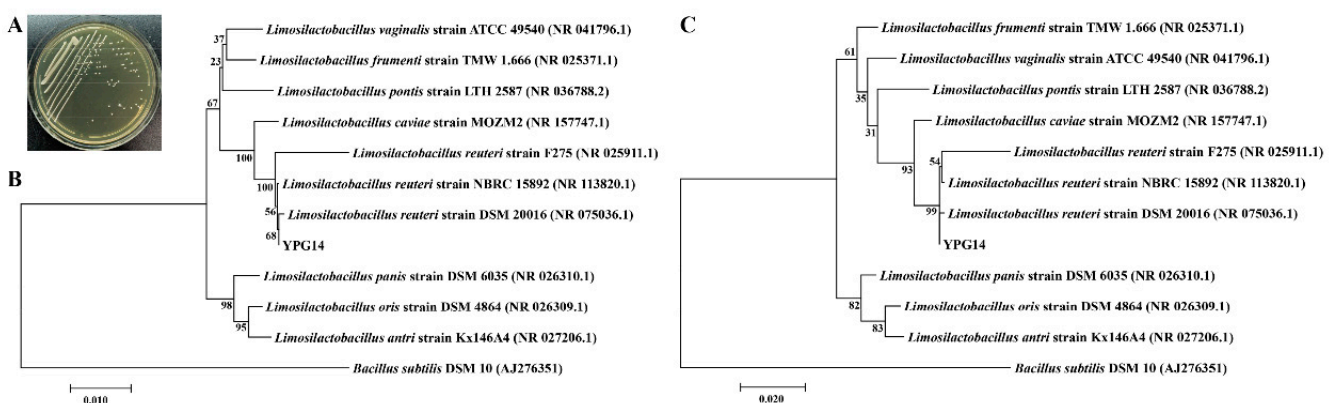 A
B
37
23
67
100
100
56
68
98
95
Limosilactobacillus vaginalis strain ATCC 49540 (NR 041796.1)
Limosilactobacillus frumenti strain TMW 1.666 (NR 025371.1)
Limosilactobacillus pontis strain LTH 2587 (NR 036788.2)
Limosilactobacillus caviae strain MOZM2 (NR 157747.1)
Limosilactobacillus reuteri strain F275 (NR 025911.1)
Limosilactobacillus reuteri strain NBRC 15892 (NR 113820.1)
Limosilactobacillus reuteri strain DSM 20016 (NR 075036.1)
YPG14
Limosilactobacillus panis strain DSM 6035 (NR 026310.1)
Limosilactobacillus oris strain DSM 4864 (NR 026309.1)
Limosilactobacillus antri strain Kx146A4 (NR 027206.1)
Bacillus subtilis DSM 10 (AJ276351)
0.010
C
61
35
31
93
54
99
82
83
Limosilactobacillus frumenti strain TMW 1.666 (NR 025371.1)
Limosilactobacillus vaginalis strain ATCC 49540 (NR 041796.1)
Limosilactobacillus pontis strain LTH 2587 (NR 036788.2)
Limosilactobacillus caviae strain MOZM2 (NR 157747.1)
Limosilactobacillus reuteri strain F275 (NR 025911.1)
Limosilactobacillus reuteri strain NBRC 15892 (NR 113820.1)
Limosilactobacillus reuteri strain DSM 20016 (NR 075036.1)
YPG14
Limosilactobacillus panis strain DSM 6035 (NR 026310.1)
Limosilactobacillus oris strain DSM 4864 (NR 026309.1)
Limosilactobacillus antri strain Kx146A4 (NR 027206.1)
Bacillus subtilis DSM 10 (AJ276351)
0.020